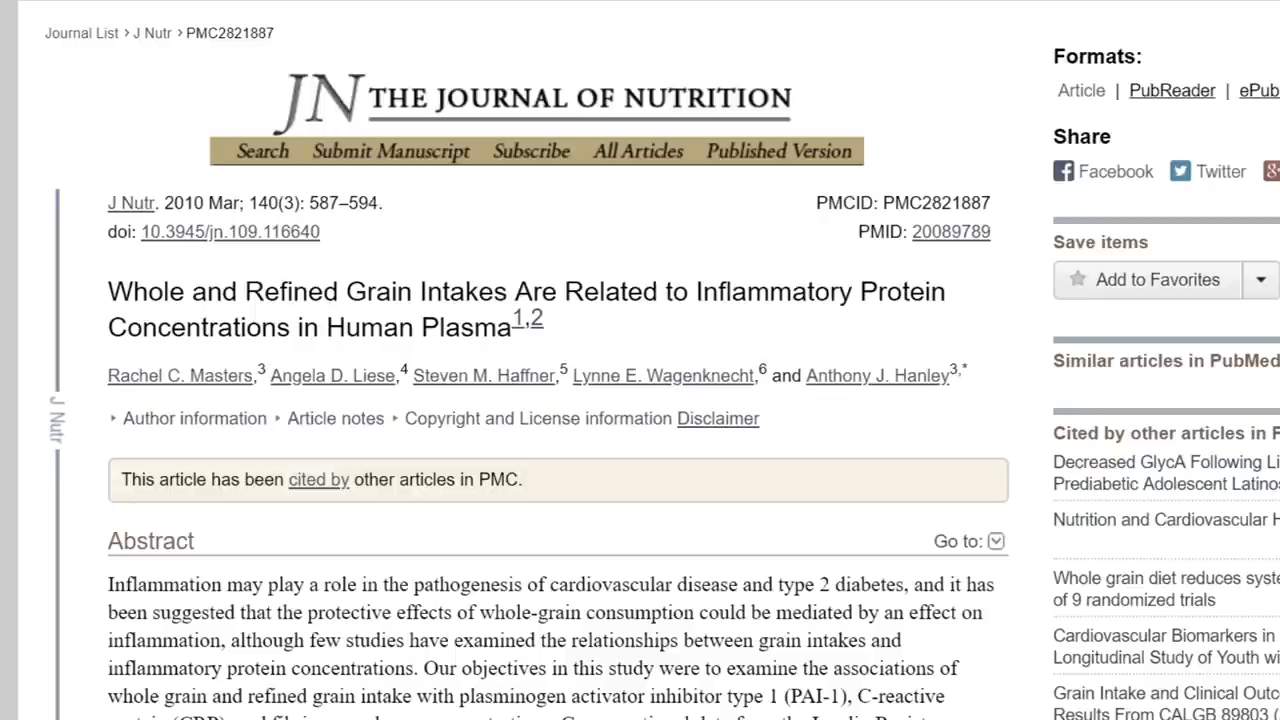 Journal List › J Nutr › PMC2821887
JN THE JOURNAL OF NUTRITION
Search Submit Manuscript Subscribe All Articles Published Version
J Nutr. 2010 Mar; 140(3): 587–594.
PMCID: PMC2821887
doi: 10.3945/jn.109.116640
PMID: 20089789
Whole and Refined Grain Intakes Are Related to Inflammatory Protein
Concentrations in Human Plasma1,2
Rachel C. Masters,3 Angela D. Liese,4 Steven M. Haffner,5 Lynne E. Wagenknecht,6 and Anthony J. Hanley3,*
Author information Article notes Copyright and License information Disclaimer
This article has been cited by other articles in PMC.
Abstract
Go to:
Inflammation may play a role in the pathogenesis of cardiovascular disease and type 2 diabetes, and it has
been suggested that the protective effects of whole-grain consumption could be mediated by an effect on
inflammation, although few studies have examined the relationships between grain intakes and
inflammatory protein concentrations. Our objectives in this study were to examine the associations of
whole grain and refined grain intake with plasminogen activator inhibitor type 1 (PAI-1), C-reactive
J Nutr
Formats:
Article | PubReader | ePub
Share
Facebook Twitter
Save items
Add to Favorites
Similar articles in PubMed
Cited by other articles in P
Decreased GlycA Following Li
Prediabetic Adolescent Latinos
Nutrition and Cardiovascular H
Whole grain diet reduces syste
of 9 randomized trials
Cardiovascular Biomarkers in
Longitudinal Study of Youth wi
Grain Intake and Clinical Outc
Results From CALGB 89803 (